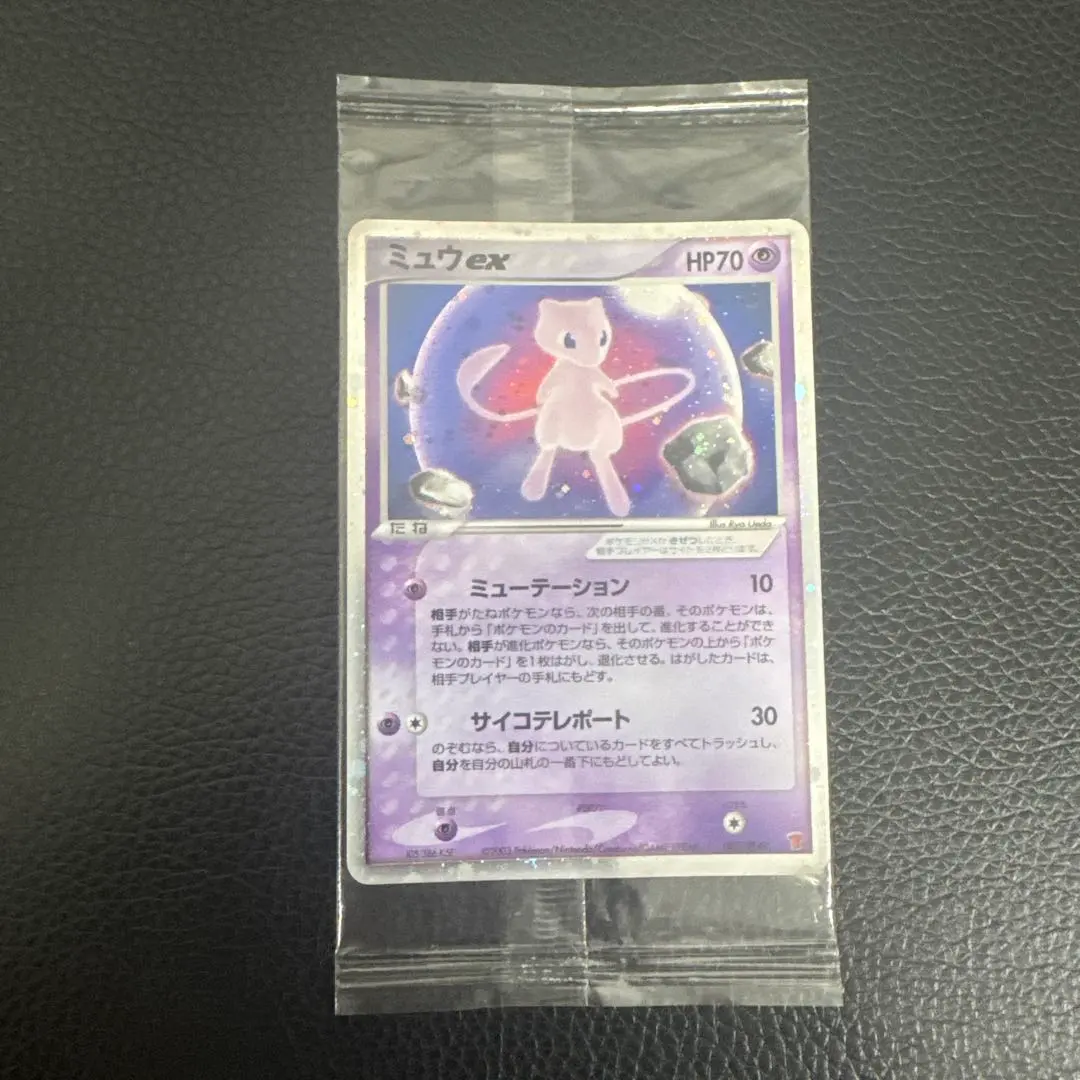 ミュウex HP70
たね
Illus. Ryo Ueda
ポケモンexが きぜつしたとき、
相手プレイヤーはサイドを2枚とります。
ミューテーション 10
相手がたねポケモンなら、次の相手の番、そのポケモンは、
手札から「ポケモンのカード」を出して、進化することができ
ない。相手が進化ポケモンなら、そのポケモンの上から「ポケ
モンのカード」を1枚はがし、退化させる。はがしたカードは、
相手プレイヤーの手札にもどす。
サイコテレポート 30
のぞむなら、自分についているカードをすべてトラッシュし、
自分を自分の山札の一番下にもどしてよい。
弱点
©2003 Pokémon/Nintendo/Creatures/GAME FREAK